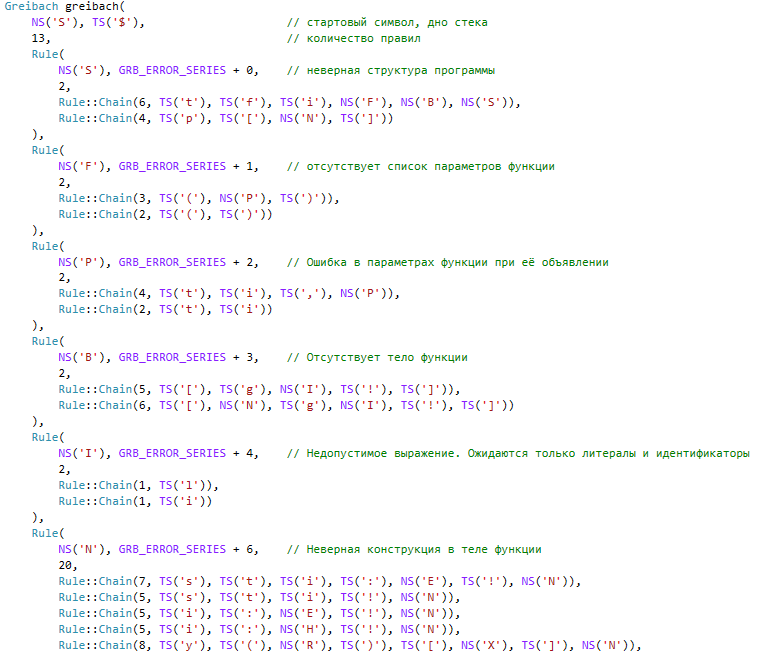 Greibach greibach(
NS('S'), TS('$'), // стартовый символ, дно стека
13, // количество правил
Rule(
NS('S'), GRB_ERROR_SERIES + 0, // неверная структура программы
2,
Rule::Chain(6, TS('t'), TS('f'), TS('i'), NS('F'), NS('B'), NS('S')),
Rule::Chain(4, TS('p'), TS('['), NS('N'), TS(']'))
),
Rule(
NS('F'), GRB_ERROR_SERIES + 1, // отсутствует список параметров функции
2,
Rule::Chain(3, TS('('), NS('P'), TS(')')),
Rule::Chain(2, TS('('), TS(')'))
),
Rule(
NS('P'), GRB_ERROR_SERIES + 2, // Ошибка в параметрах функции при её объявлении
2,
Rule::Chain(4, TS('t'), TS('i'), TS(','), NS('P')),
Rule::Chain(2, TS('t'), TS('i'))
),
Rule(
NS('B'), GRB_ERROR_SERIES + 3, // Отсутствует тело функции
2,
Rule::Chain(5, TS('['), TS('g'), NS('I'), TS('!'), TS(']')),
Rule::Chain(6, TS('['), NS('N'), TS('g'), NS('I'), TS('!'), TS(']'))
),
Rule(
NS('I'), GRB_ERROR_SERIES + 4, // Недопустимое выражение. Ожидаются только литералы и идентификаторы
2,
Rule::Chain(1, TS('l')),
Rule::Chain(1, TS('i'))
),
Rule(
NS('N'), GRB_ERROR_SERIES + 6, // Неверная конструкция в теле функции
20,
Rule::Chain(7, TS('s'), TS('t'), TS('i'), TS(':'), NS('E'), TS('!'), NS('N')),
Rule::Chain(5, TS('s'), TS('t'), TS('i'), TS('!'), NS('N')),
Rule::Chain(5, TS('i'), TS(':'), NS('E'), TS('!'), NS('N')),
Rule::Chain(5, TS('i'), TS(':'), NS('H'), TS('!'), NS('N')),
Rule::Chain(8, TS('y'), TS('('), NS('R'), TS(')'), TS('['), NS('X'), TS(']'), NS('N')),